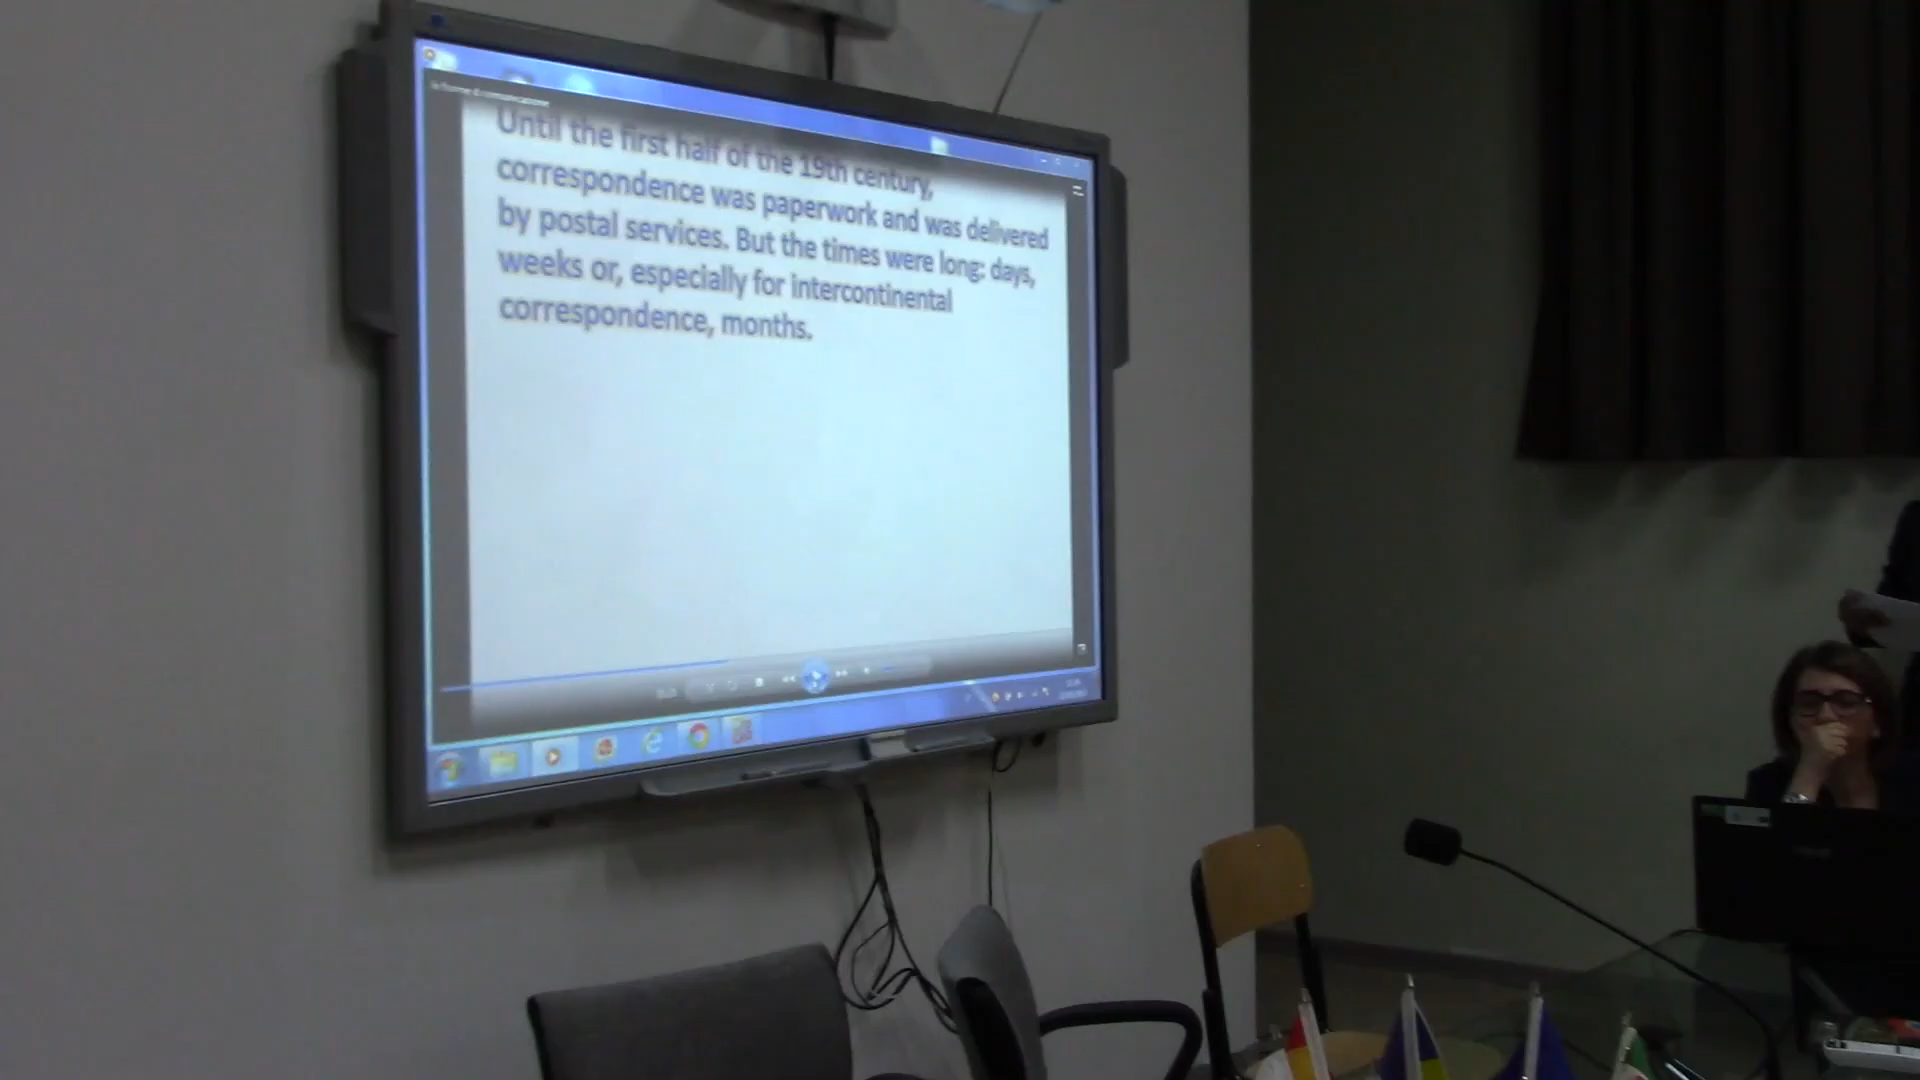 Until the first half of the 19th century,
correspondence was paperwork and was delivered
by postal services. But the times were long: days,
weeks or, especially for intercontinental
correspondence, months.